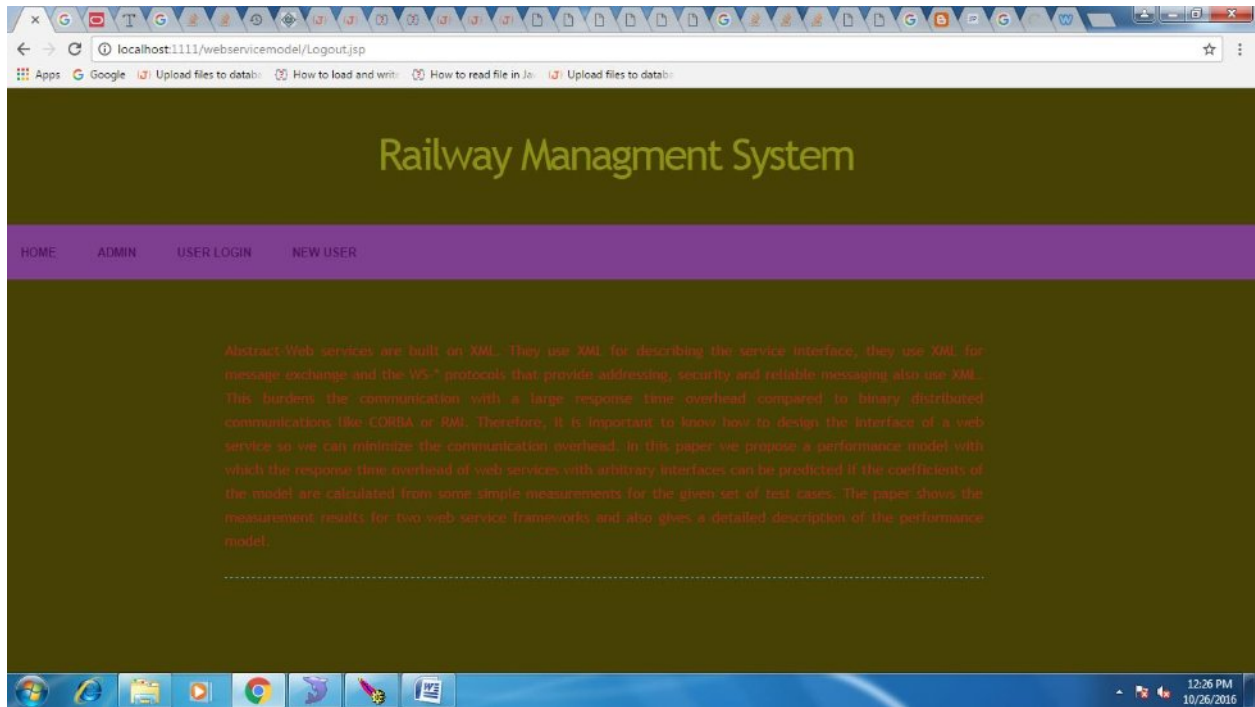 localhost:1111/webservicemodel/Logout.jsp
Apps Google Upload files to datab How to load and writ How to read file in Ja Upload files to datab
Railway Managment System
HOME ADMIN USER LOGIN NEW USER
Abstract-Web services are built on XML. They use XML for describing the service interface, they use XML for
message exchange and the WS-* protocols that provide addressing, security and reliable messaging also use XML.
This burdens the communication with a large response time overhead compared to binary distributed
communications like CORBA or RMI. Therefore, it is important to know how to design the interface of a web
service so we can minimize the communication overhead. In this paper we propose a performance model with
which the response time overhead of web services with arbitrary interfaces can be predicted if the coefficients of
the model are calculated from some simple measurements for the given set of test cases. The paper shows the
measurement results for two web service frameworks and also gives a detailed description of the performance
model.
12:26 PM
10/26/2016